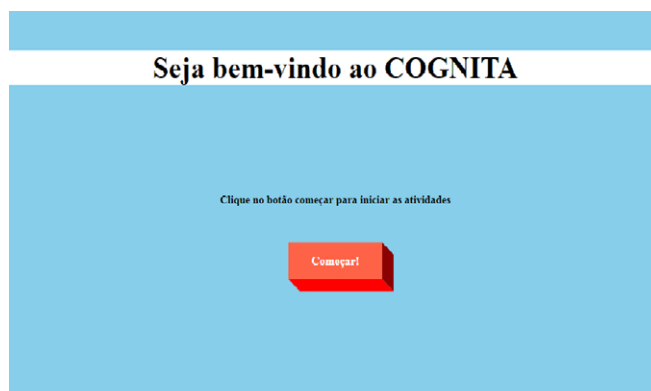 Seja bem-vindo ao COGNITA
Clique no botão começar para iniciar as atividades
Começar!